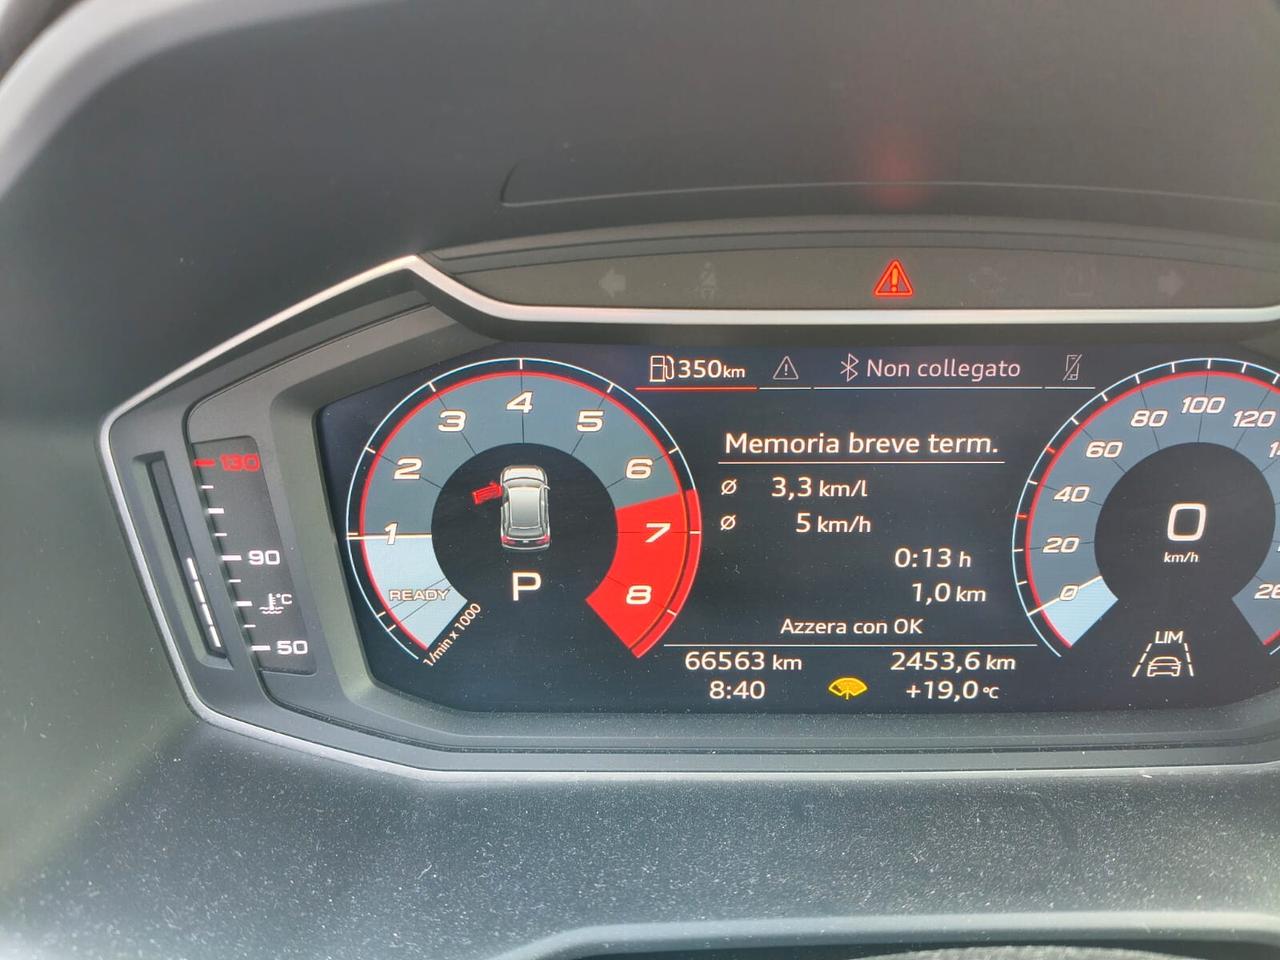 350km
Non collegato
Memoria breve term.
Ø 3,3 km/l
Ø 5 km/h
0:13 h
1,0 km
Azzera con OK
66563 km 2453,6 km
8:40 +19,0 °C
130
90
°C
50
READY
1
2
3
4
5
6
7
8
1/min x 1000
P
0
20
40
60
80
100
120
0
km/h
LIM